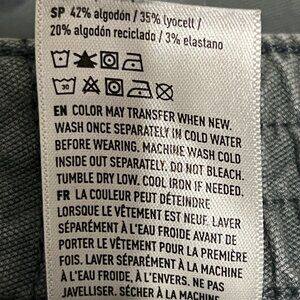 SP 42% algodón / 35% lyocell /
20% algodón reciclado / 3% elastano
30
EN COLOR MAY TRANSFER WHEN NEW.
WASH ONCE SEPARATELY IN COLD WATER
BEFORE WEARING. MACHINE WASH COLD
INSIDE OUT SEPARATELY. DO NOT BLEACH.
TUMBLE DRY LOW. COOL IRON IF NEEDED.
FR LA COULEUR PEUT DÉTEINDRE
LORSQUE LE VÊTEMENT EST NEUF. LAVER
SÉPARÉMENT À L'EAU FROIDE AVANT DE
PORTER LE VÊTEMENT POUR LA PREMIÈRE
FOIS. LAVER SÉPARÉMENT EN MACHINE,
À L'EAU FROIDE, À L'ENVERS. NE PAS
JAVELLISER. SÉCHER À LA MACHINE